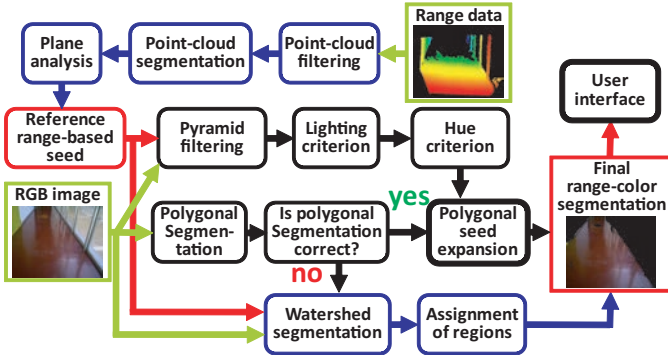 Plane
analysis
Point-cloud
segmentation
Point-cloud
filtering
Range data
User
interface
Reference
range-based
seed
Pyramid
filtering
Lighting
criterion
Hue
criterion
Final
range-color
segmentation
RGB image
yes
Polygonal
Segmen-
tation
Is polygonal
Segmentation
correct?
Polygonal
seed
expansion
no
Watershed
segmentation
Assignment
of regions